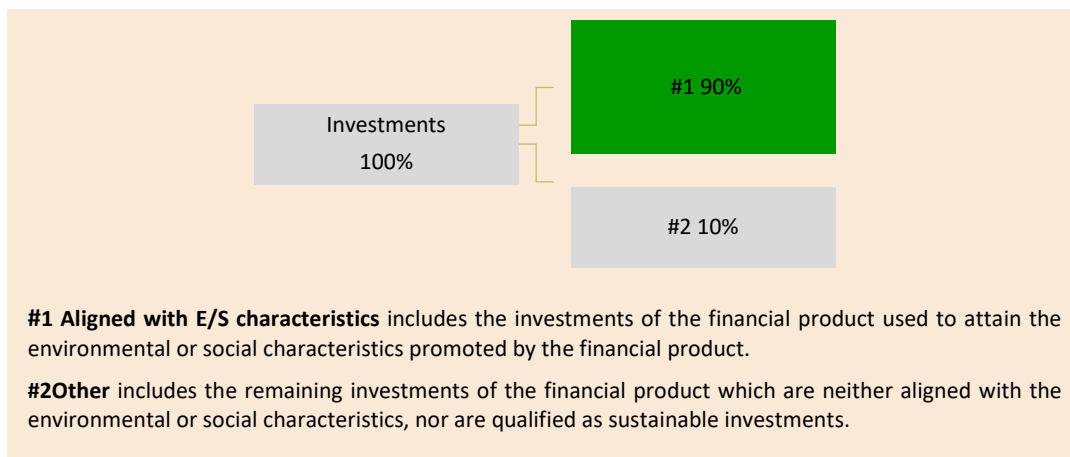 #1 90%
Investments
100%
#2 10%
#1 Aligned with E/S characteristics includes the investments of the financial product used to attain the
environmental or social characteristics promoted by the financial product.
#2Other includes the remaining investments of the financial product which are neither aligned with the
environmental or social characteristics, nor are qualified as sustainable investments.